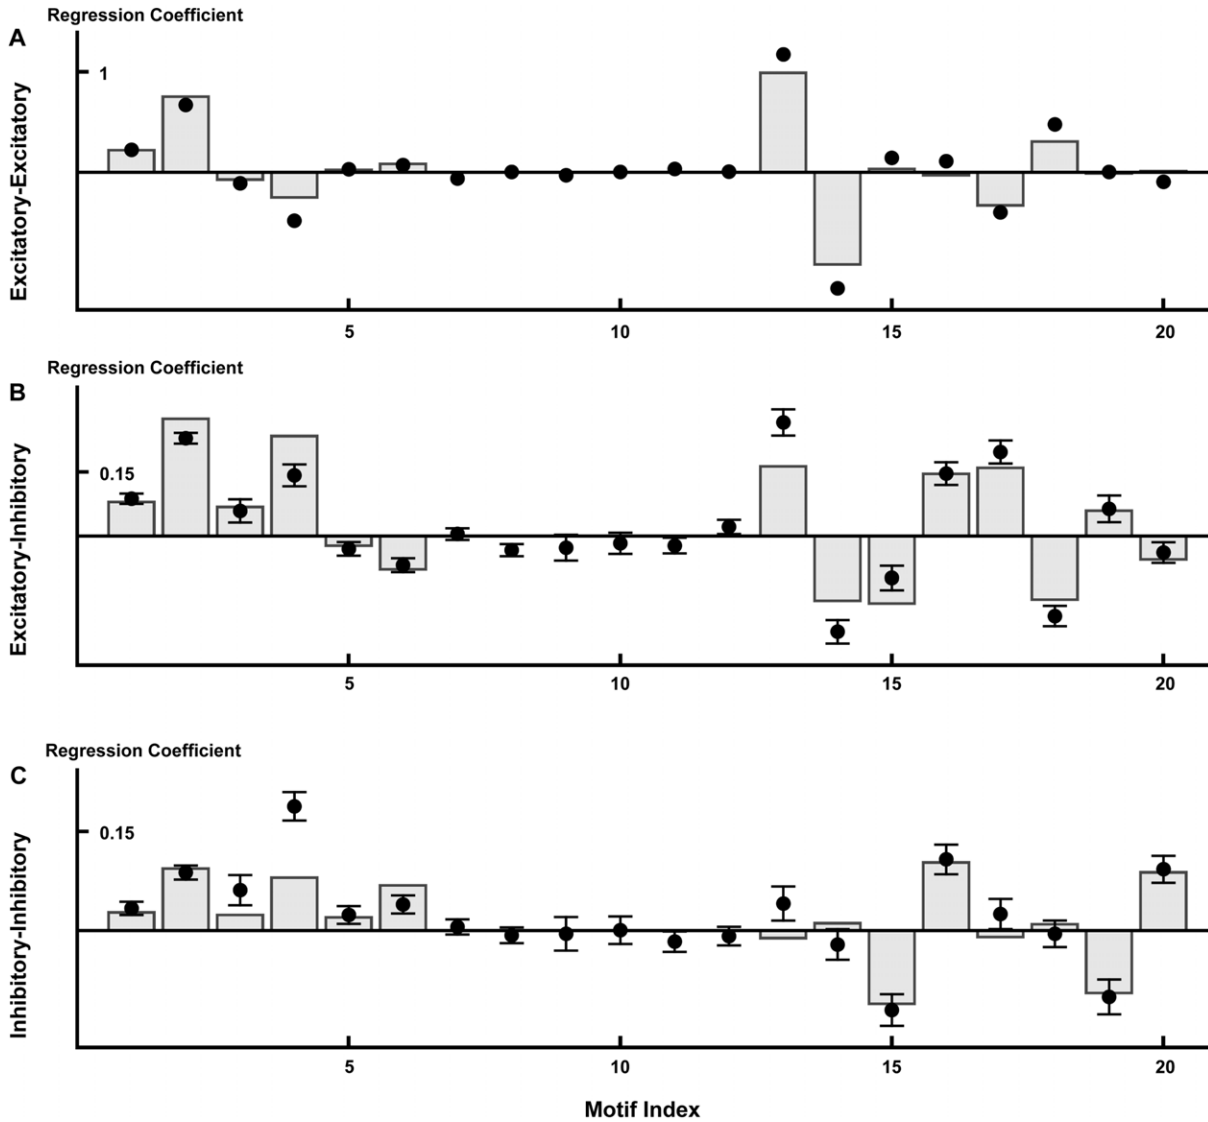 Regression Coefficient
A
Excitatory-Excitatory
1
5 10 15 20
Regression Coefficient
B
Excitatory-Inhibitory
0.15
5 10 15 20
Regression Coefficient
C
Inhibitory-Inhibitory
0.15
5 10 15 20
Motif Index